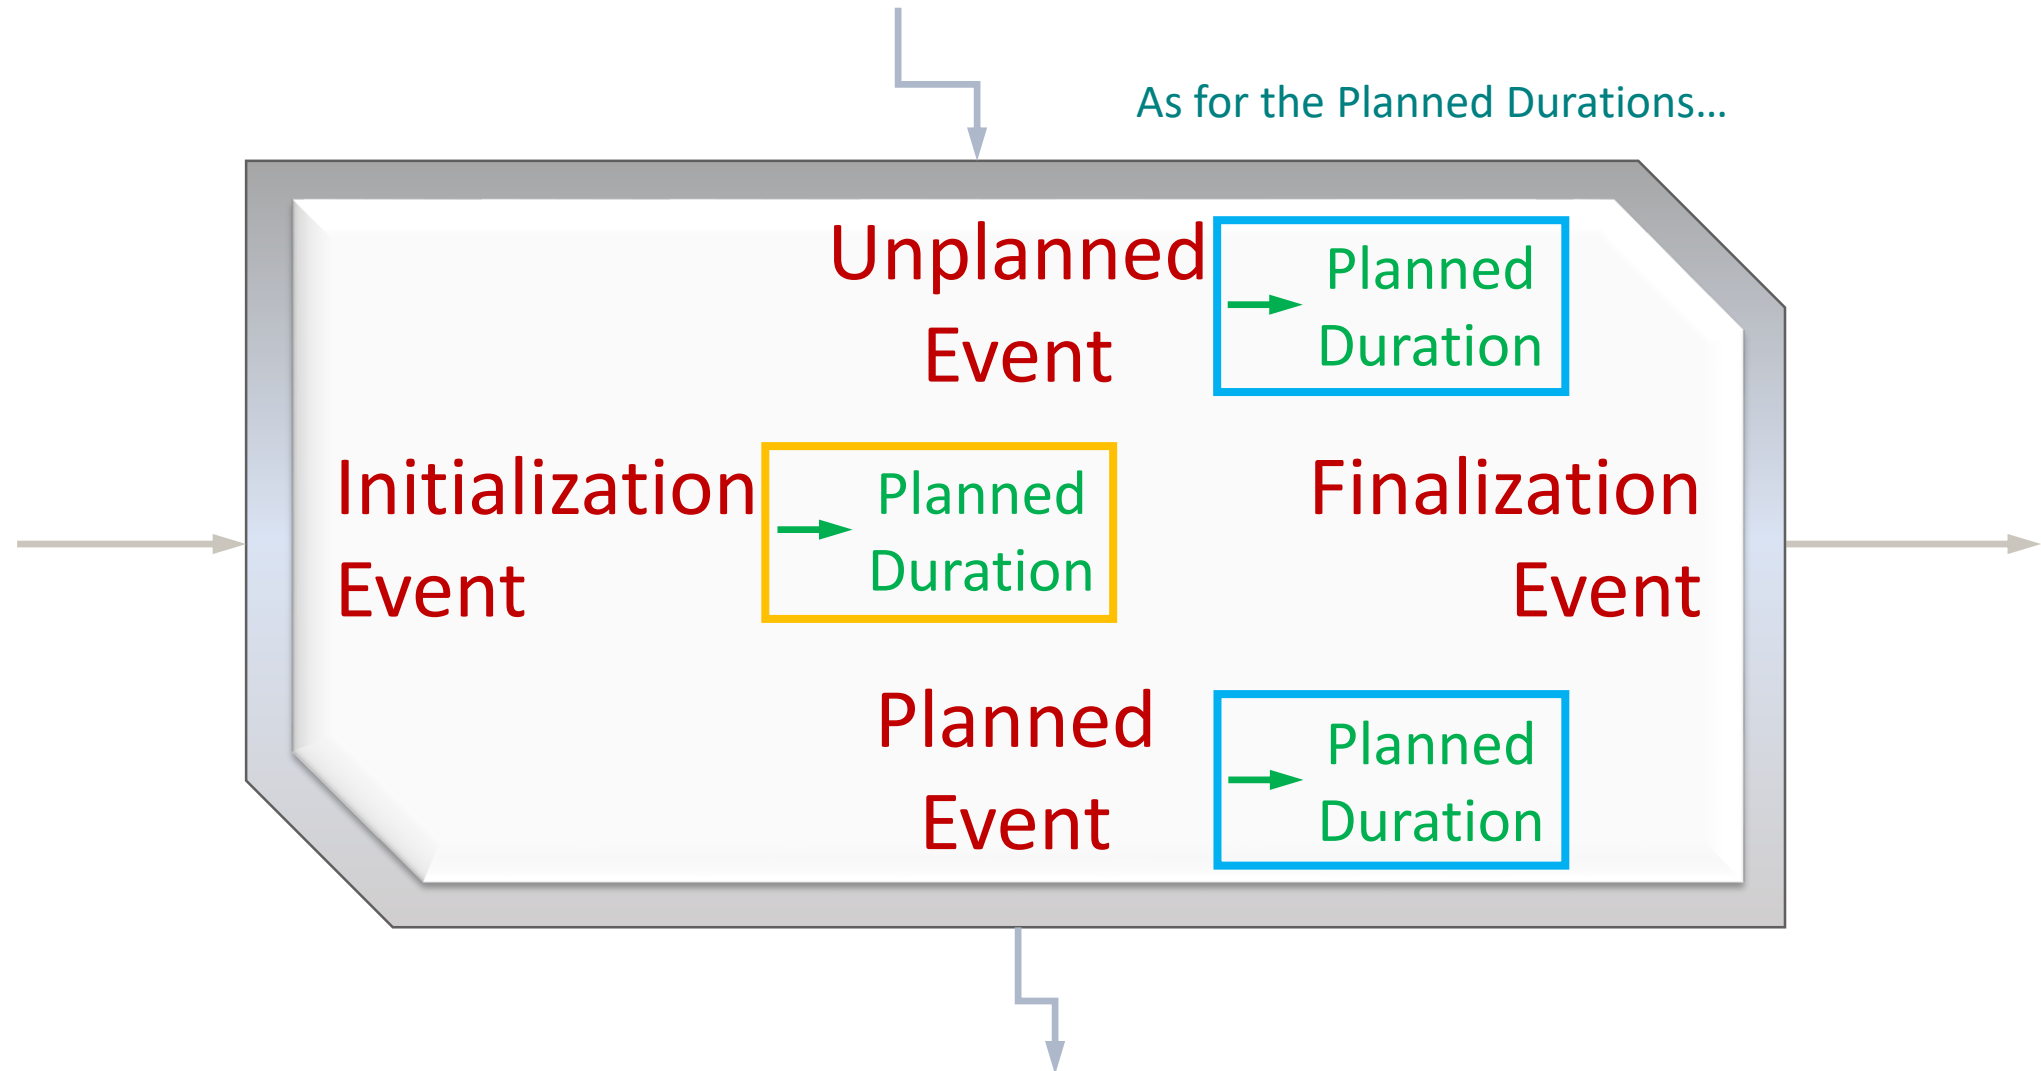 As for the Planned Durations...
Unplanned
Event
Planned
Duration
Initialization
Event
Planned
Duration
Finalization
Event
Planned
Event
Planned
Duration